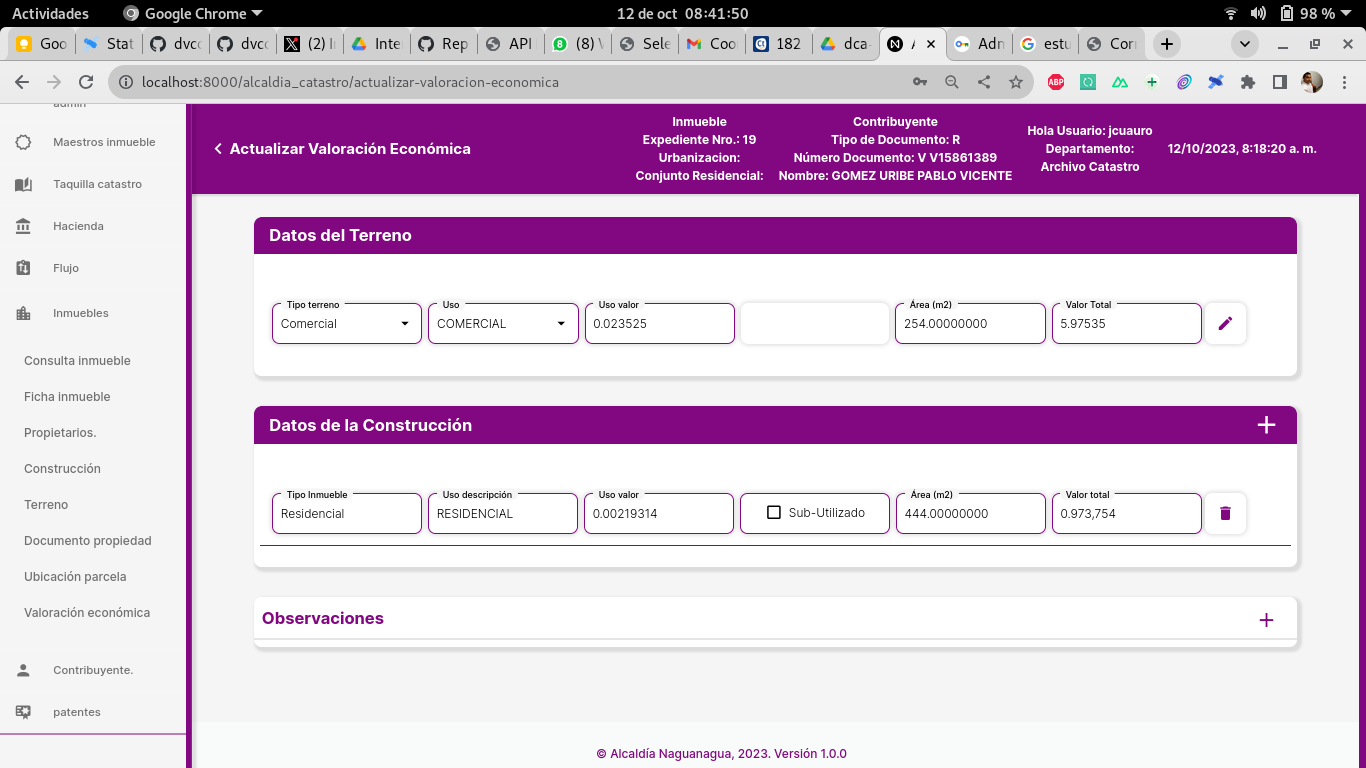 Actividades
Google Chrome
12 de oct 08:41:50
98 %
Goo
Stat
dvcc
dvcc
(2) I
Inte
Rep
API
(8) \
Sele
Coo
182
dca-
A
Adn
estu
Cor
localhost:8000/alcaldia_catastro/actualizar-valoracion-economica
ABP
admin
Maestros inmueble
Taquilla catastro
Hacienda
Flujo
Inmuebles
Consulta inmueble
Ficha inmueble
Propietarios.
Construcción
Terreno
Documento propiedad
Ubicación parcela
Valoración económica
Contribuyente.
patentes
Actualizar Valoración Económica
Inmueble
Expediente Nro.: 19
Urbanizacion:
Conjunto Residencial:
Contribuyente
Tipo de Documento: R
Número Documento: V V15861389
Nombre: GOMEZ URIBE PABLO VICENTE
Hola Usuario: jcuauro
Departamento:
Archivo Catastro
12/10/2023, 8:18:20 a. m.
Datos del Terreno
Tipo terreno
Comercial
Uso
COMERCIAL
Uso valor
0.023525
Área (m2)
254.00000000
Valor Total
5.97535
Datos de la Construcción
Tipo Inmueble
Residencial
Uso descripción
RESIDENCIAL
Uso valor
0.00219314
Sub-Utilizado
Área (m2)
444.00000000
Valor total
0.973,754
Observaciones
© Alcaldía Naguanagua, 2023. Versión 1.0.0